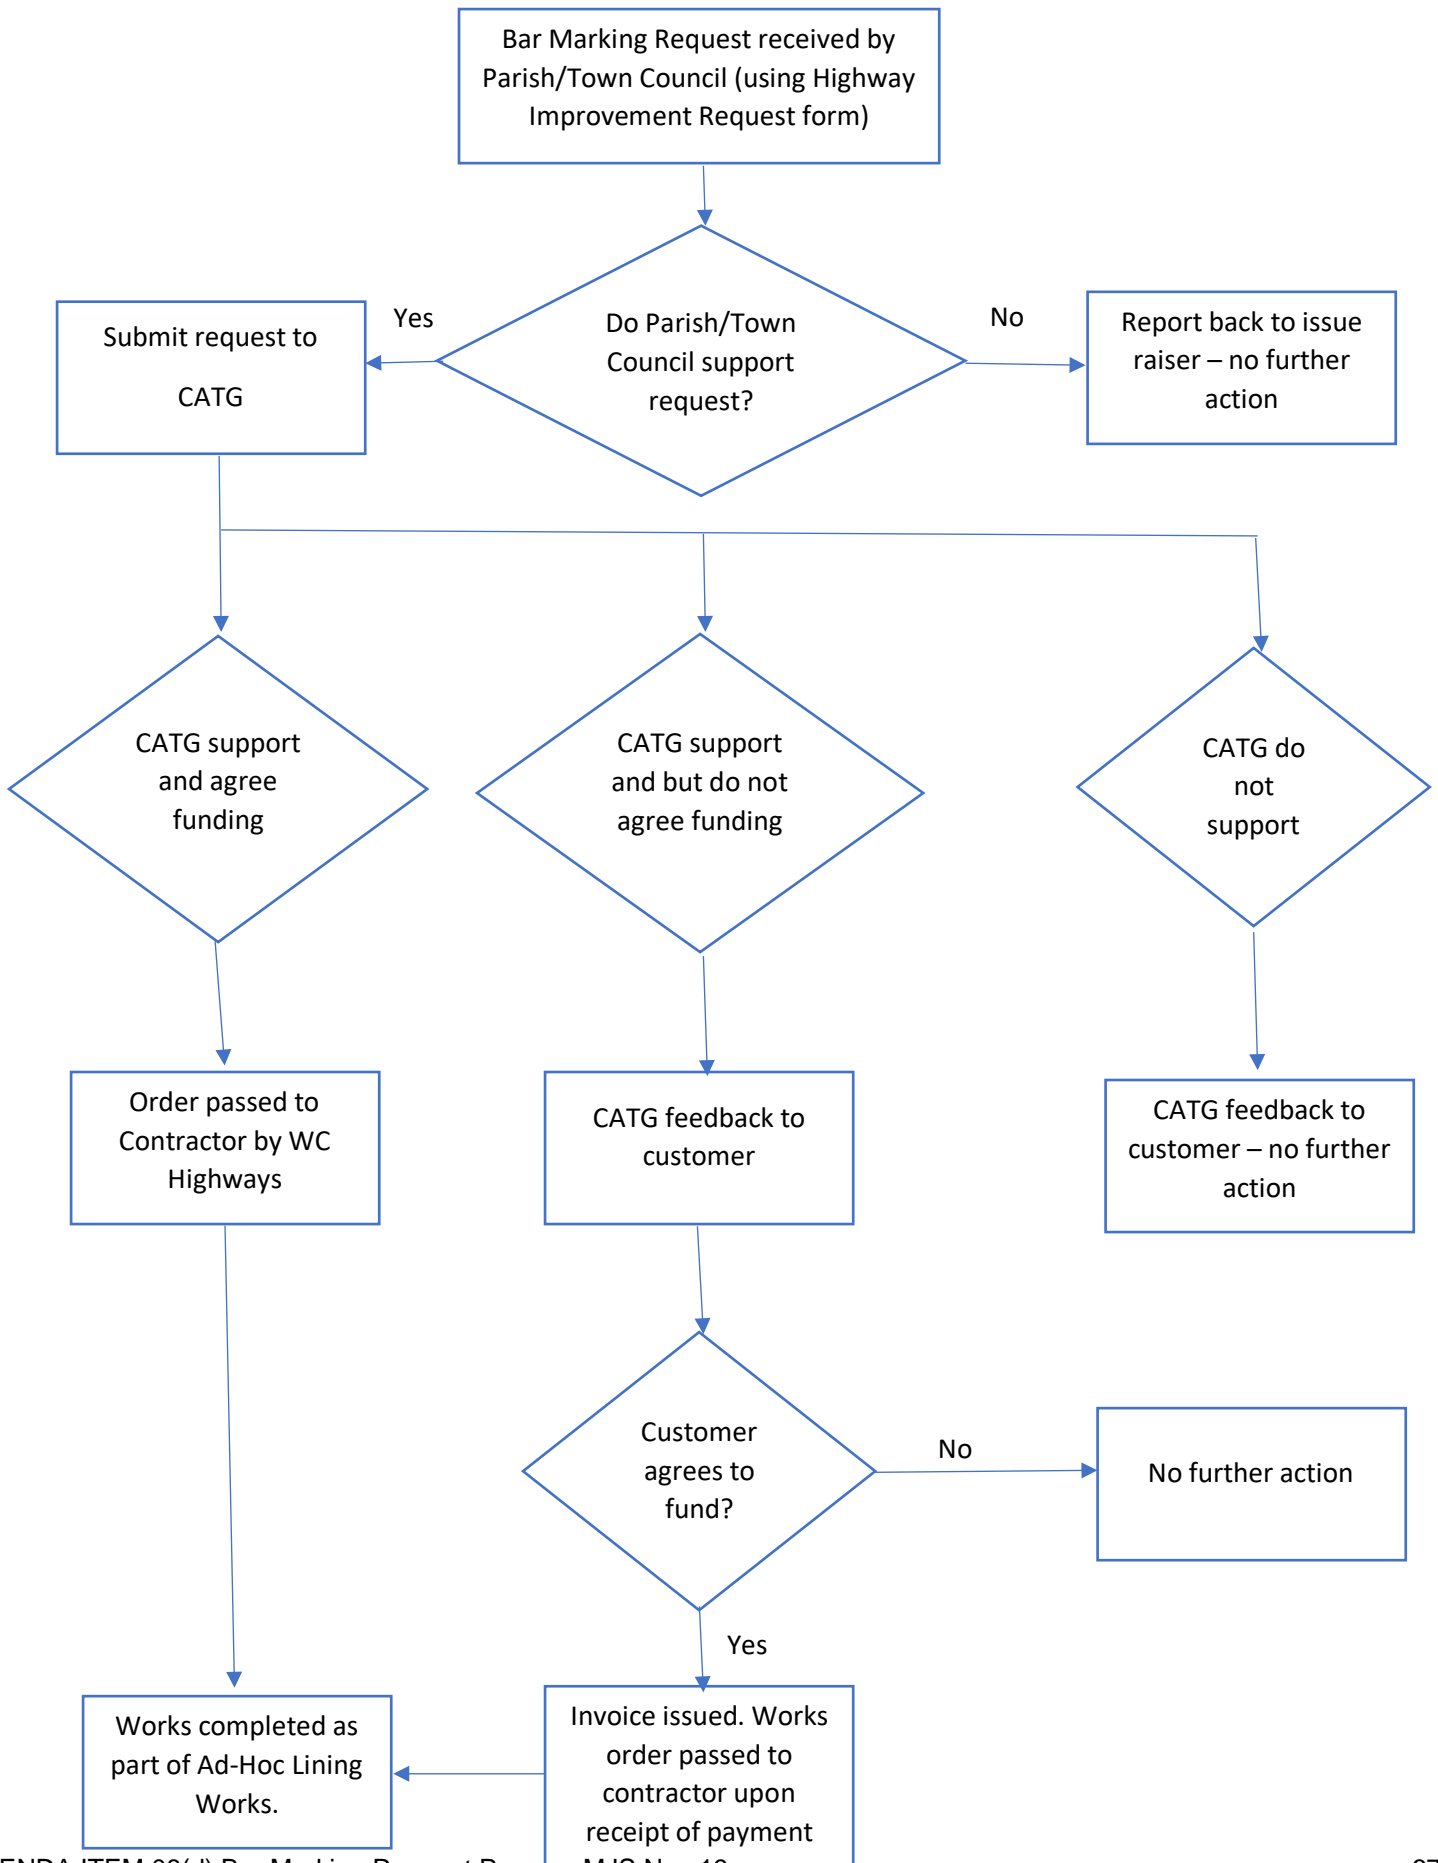 Bar Marking Request received by
Parish/Town Council (using Highway
Improvement Request form)
Yes
No
Submit request to
CATG
Do Parish/Town
Council support
request?
Report back to issue
raiser – no further
action
CATG support
and agree
funding
CATG support
and but do not
agree funding
CATG do
not
support
Order passed to
Contractor by WC
Highways
CATG feedback to
customer
CATG feedback to
customer – no further
action
Customer
agrees to
fund?
No
No further action
Yes
Works completed as
part of Ad-Hoc Lining
Works.
Invoice issued. Works
order passed to
contractor upon
receipt of payment